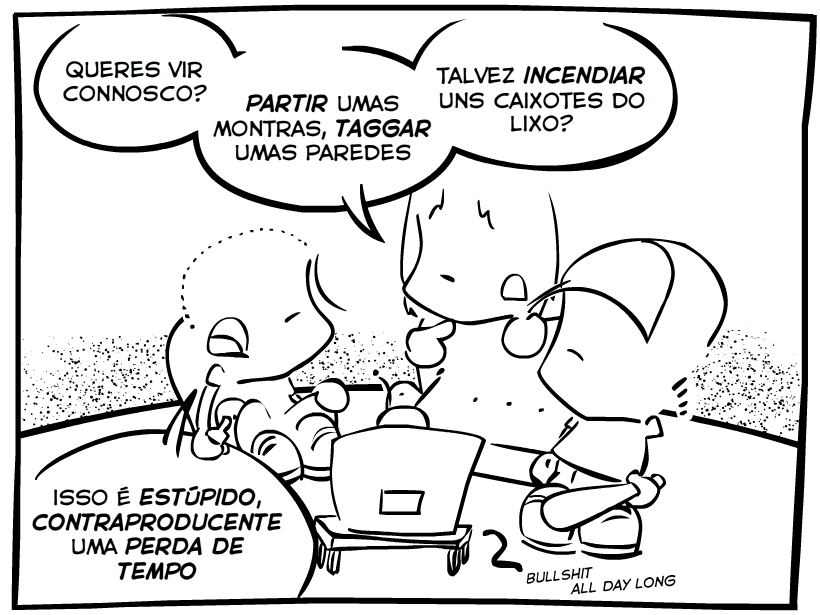 QUERES VIR
CONNOSCO?
PARTIR UMAS
MONTRAS, TAGGAR
UMAS PAREDES
TALVEZ INCENDIAR
UNS CAIXOTES DO
LIXO?
ISSO É ESTÚPIDO,
CONTRAPRODUCENTE
UMA PERDA DE
TEMPO
BULLSHIT
ALL DAY LONG